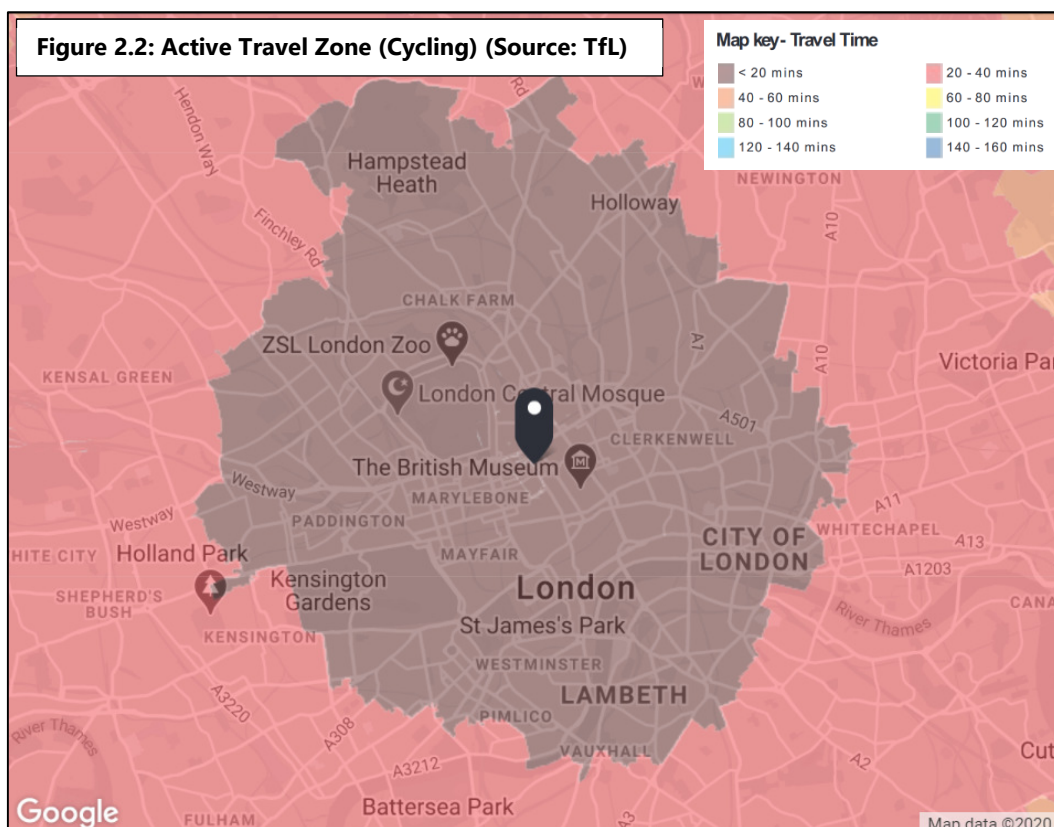 Figure 2.2: Active Travel Zone (Cycling) (Source: TfL)
Map key- Travel Time
< 20 mins
20 - 40 mins
40 - 60 mins
60 - 80 mins
80 - 100 mins
100 - 120 mins
120 - 140 mins
140 - 160 mins
Rd
Hendon Way
Hampstead
Heath
NEWINGTON
Holloway
A10
Finchley Rd
CHALK FARM
ZSL London Zoo
A1
A10
Victoria Par
KENSAL GREEN
London Central Mosque
A501
CLERKENWELL
The British Museum
Westway
MARYLEBONE
A11
Westway
PADDINGTON
WHITECHAPEL
CITY OF
LONDON
A13
HITE CITY
Holland Park
MAYFAIR
A1203
Kensington
Gardens
London
SHEPHERD'S
BUSH
CANA
River Thames
St James's Park
KENSINGTON
WESTMINSTER
LAMBETH
A3220
PIMLICO
A308
River Thames
VAUXHALL
Cut
A2
A3212
Battersea Park
Google
FULHAM
A3
Map data ©2020